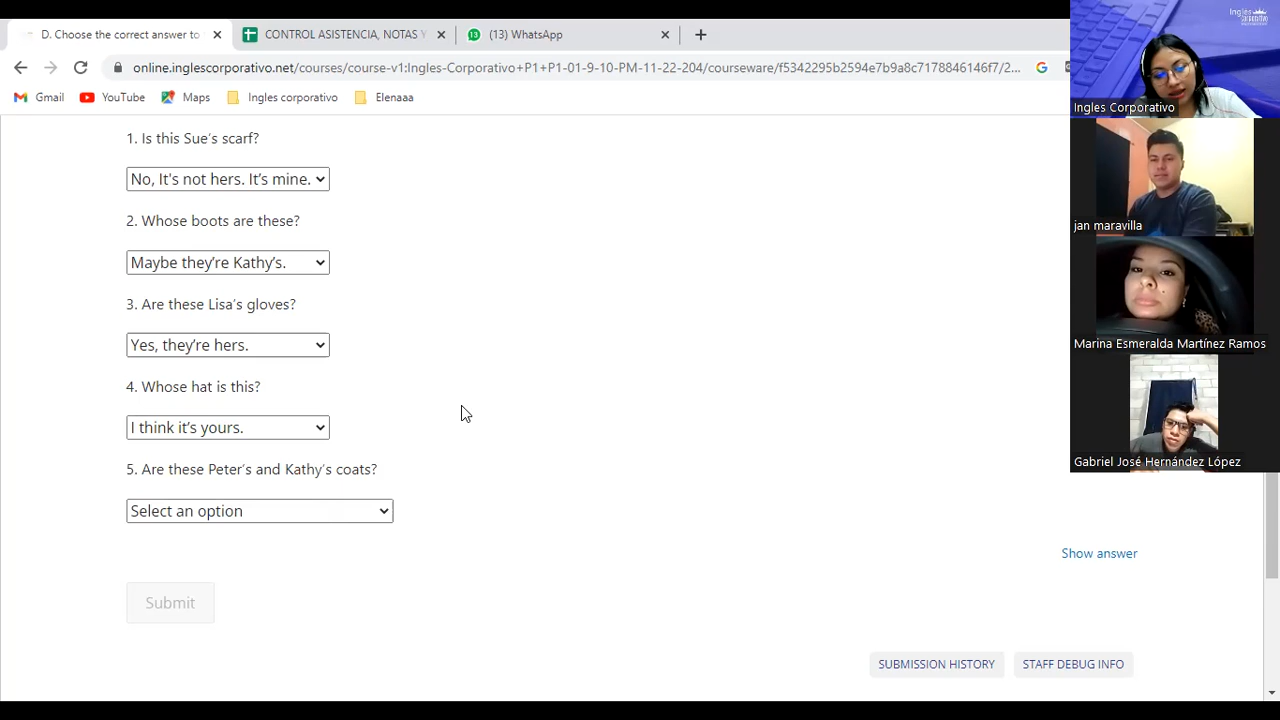 D. Choose the correct answer to
CONTROL ASISTENCIA, NOTAS Y
(13) WhatsApp
online.inglescorporativo.net/courses/course-v1:Ingles-Corporativo+P1+P1-01-9-10-PM-11-22-204/courseware/f5342295b2594e7b9a8c7178846146f7/2...
Gmail
YouTube
Maps
Ingles corporativo
Elenaaa
1. Is this Sue's scarf?
No, It's not hers. It's mine.
2. Whose boots are these?
Maybe they're Kathy's.
3. Are these Lisa's gloves?
Yes, they're hers.
4. Whose hat is this?
I think it's yours.
5. Are these Peter's and Kathy's coats?
Select an option
Show answer
Submit
SUBMISSION HISTORY
STAFF DEBUG INFO
Ingles
Ingles Corporativo
jan maravilla
Marina Esmeralda Martínez Ramos
Gabriel José Hernández López